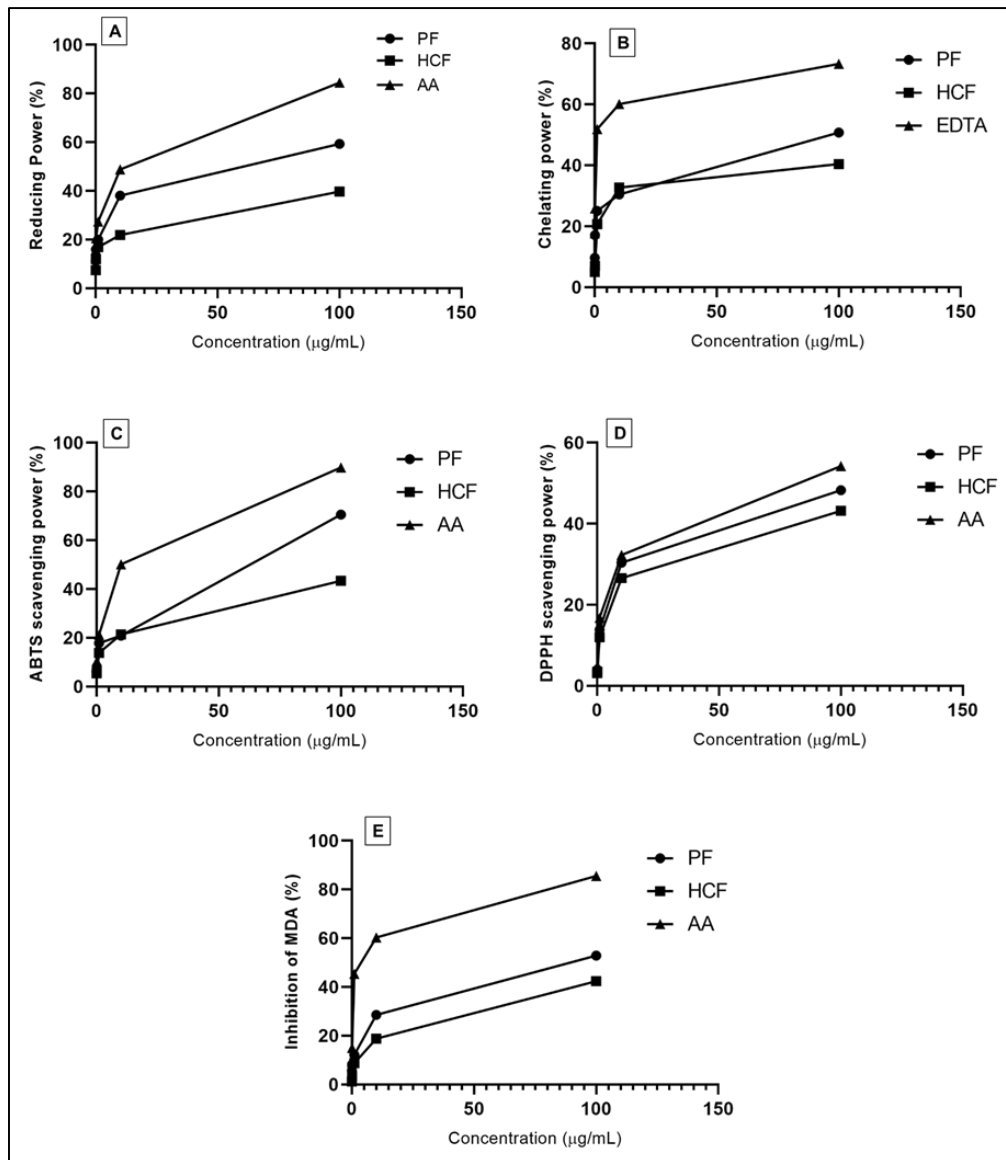 A
PF
HCF
AA
Reducing Power (%)
100
80
60
40
20
0
0 50 100 150
Concentration (μg/mL)
B
PF
HCF
EDTA
Chelating power (%)
80
60
40
20
0
0 50 100 150
Concentration (μg/mL)
C
PF
HCF
AA
ABTS scavenging power (%)
100
80
60
40
20
0
0 50 100 150
Concentration (μg/mL)
D
PF
HCF
AA
DPPH scavenging power (%)
60
40
20
0
0 50 100 150
Concentration (μg/mL)
E
PF
HCF
AA
Inhibition of MDA (%)
100
80
60
40
20
0
0 50 100 150
Concentration (μg/mL)